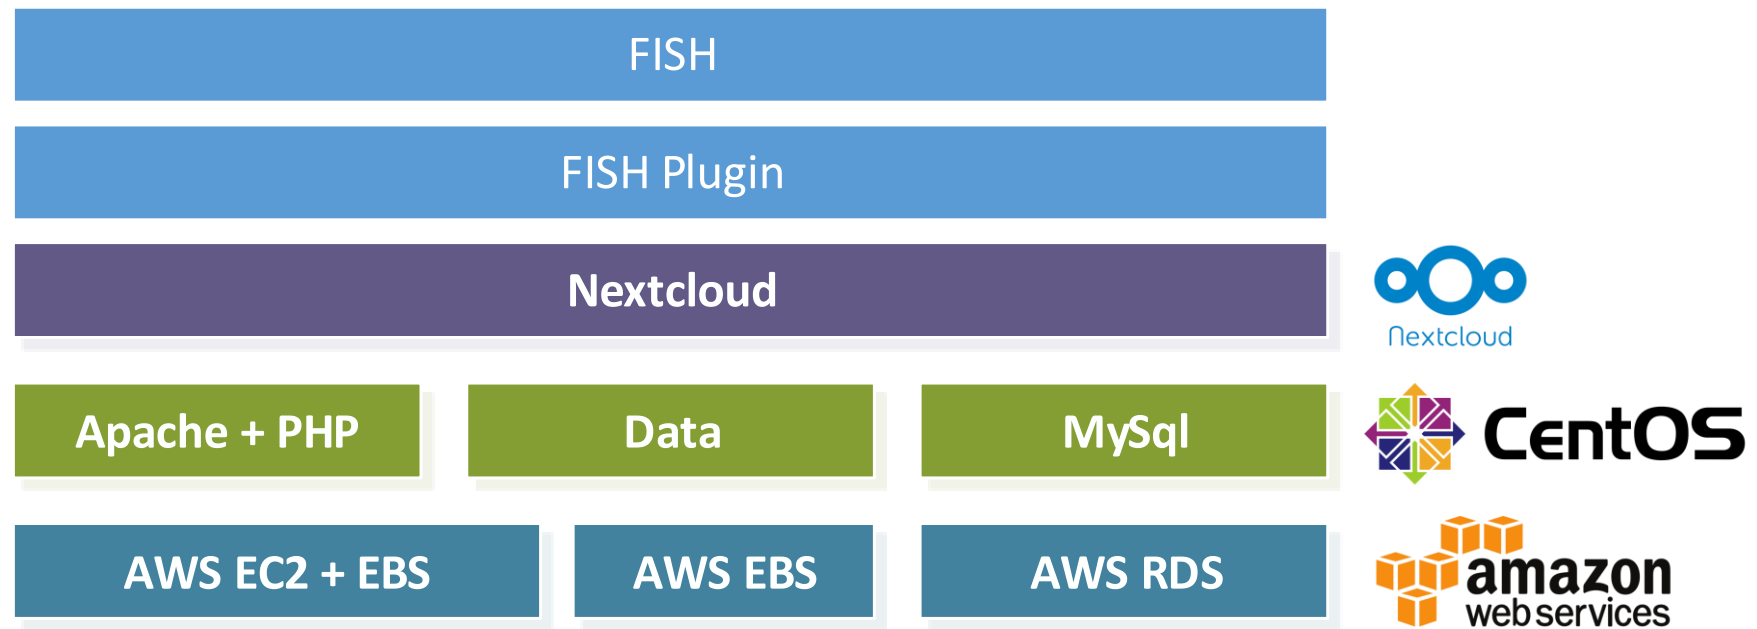 FISH
FISH Plugin
Nextcloud
Nextcloud
Apache + PHP
Data
MySql
CentOS
AWS EC2 + EBS
AWS EBS
AWS RDS
amazon
web services